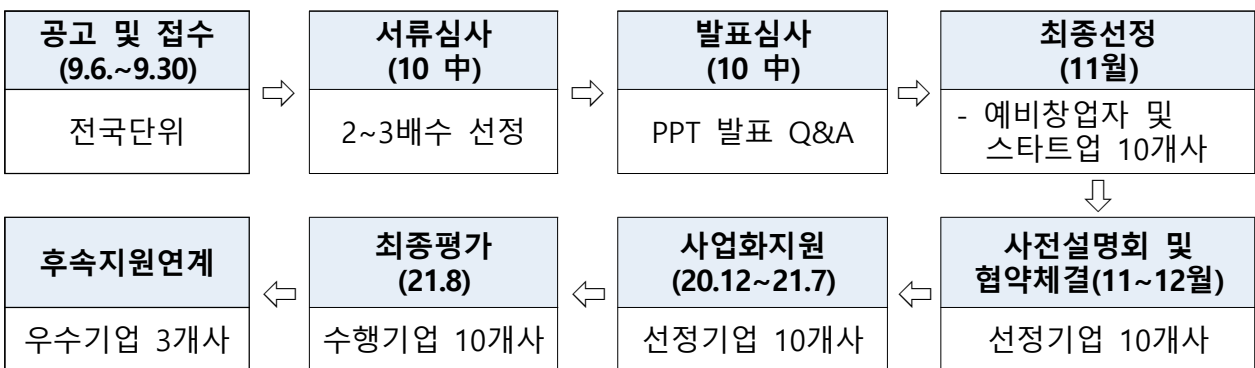 공고 및 접수
(9.6.~9.30)
전국단위
서류심사
(10 中)
2~3배수 선정
발표심사
(10 中)
PPT 발표 Q&A
최종선정
(11월)
- 예비창업자 및
스타트업 10개사
사전설명회 및
협약체결(11~12월)
선정기업 10개사
사업화지원
(20.12~21.7)
선정기업 10개사
최종평가
(21.8)
수행기업 10개사
후속지원연계
우수기업 3개사